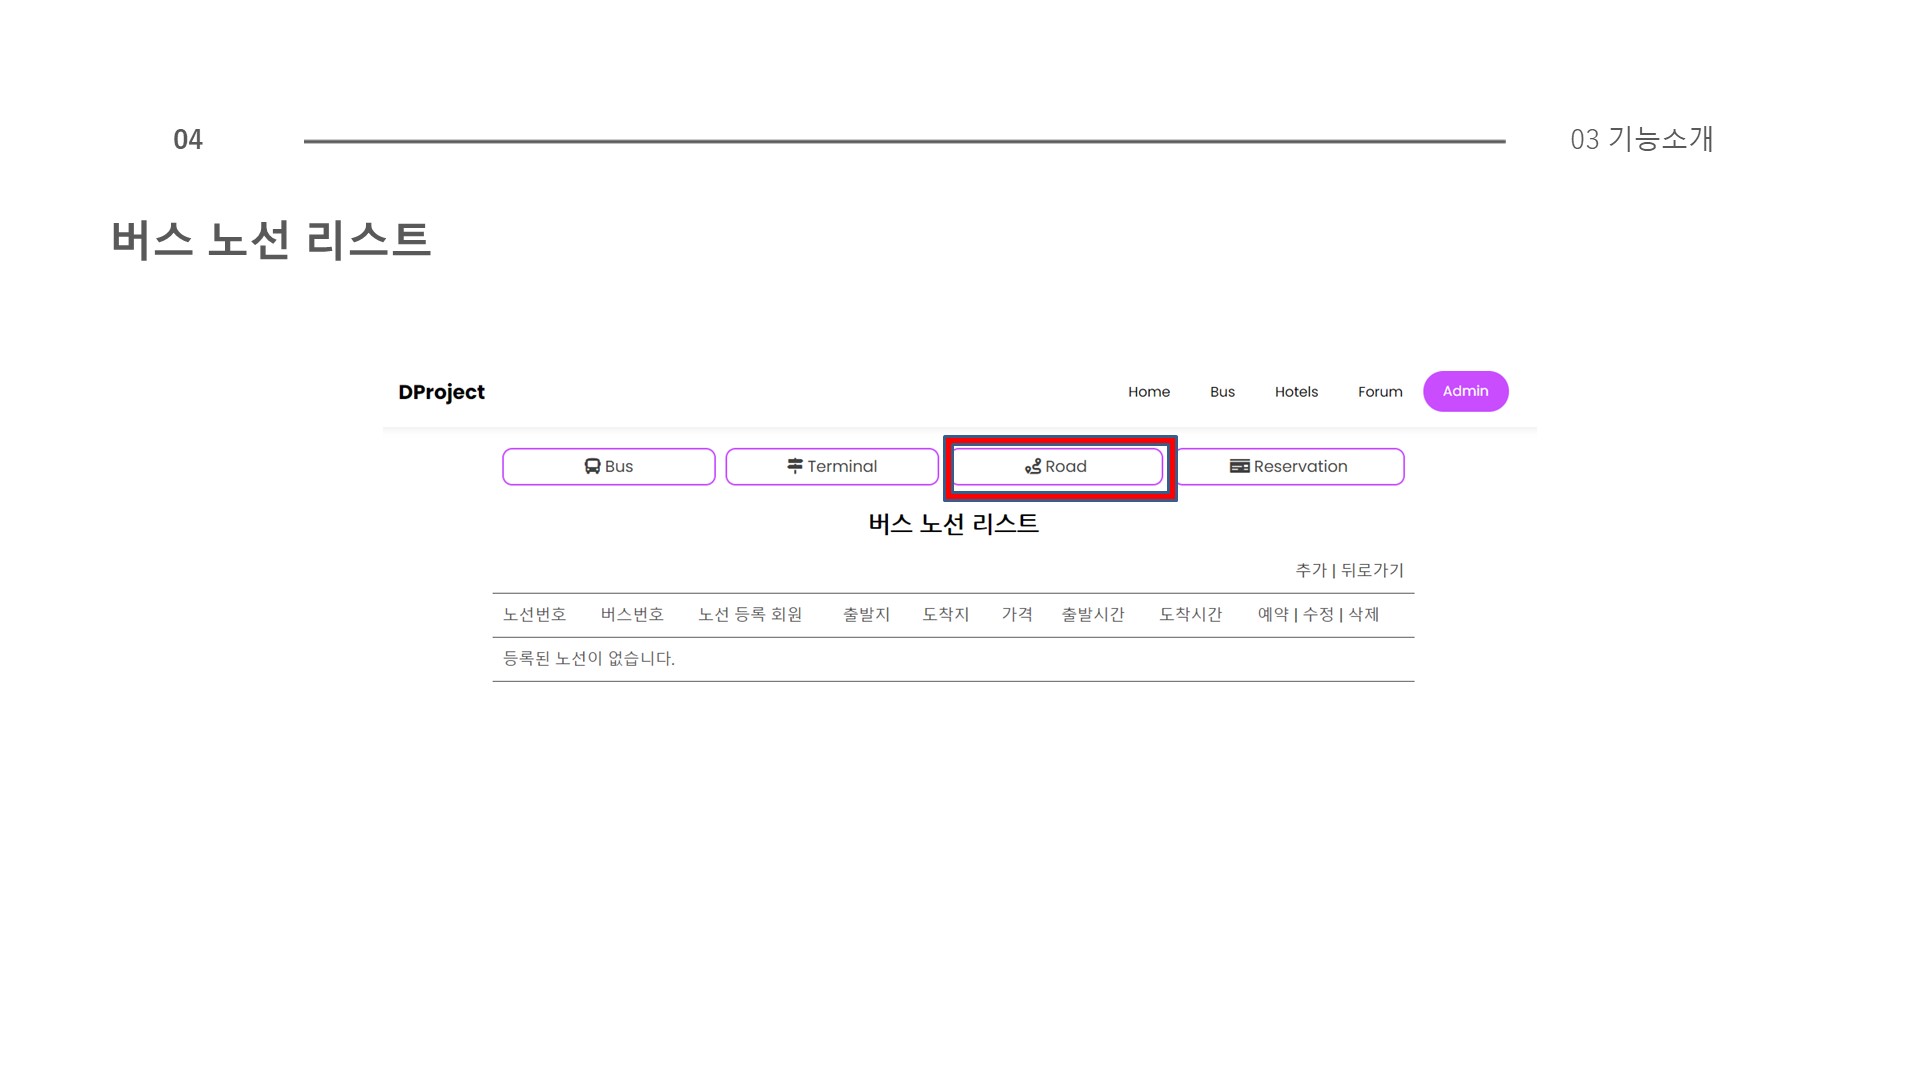 04
03 기능소개
버스 노선 리스트
DProject Home Bus Hotels Forum Admin
Bus Terminal Road Reservation
버스 노선 리스트
추가 | 뒤로가기
노선번호 버스번호 노선 등록 회원 출발지 도착지 가격 출발시간 도착시간 예약 | 수정 | 삭제
등록된 노선이 없습니다.